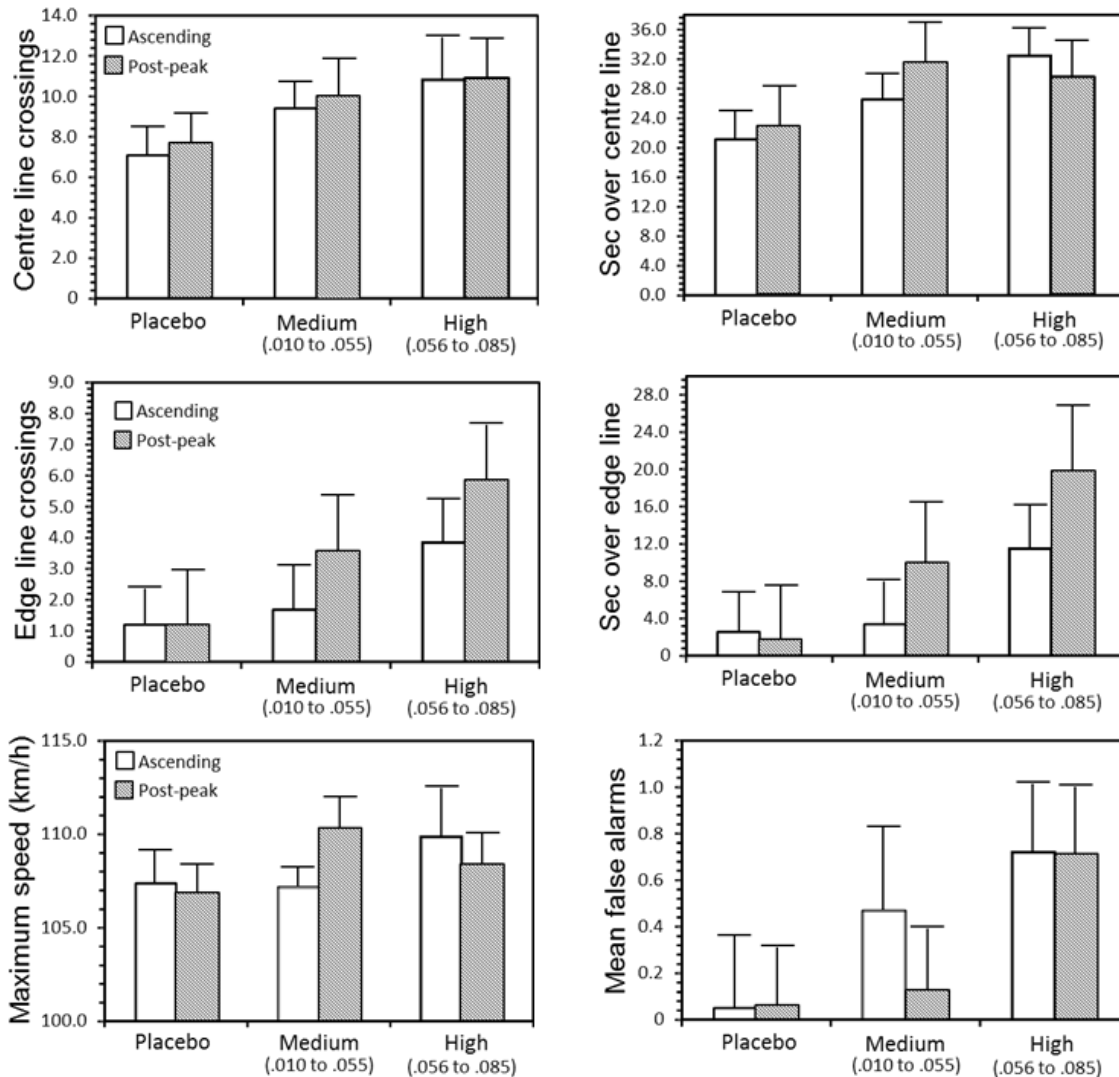 Centre line crossings
14.0
12.0
10.0
8.0
6.0
4.0
2.0
0
Ascending
Post-peak
Placebo
Medium
(.010 to .055)
High
(.056 to .085)
Sec over centre line
36.0
32.0
28.0
24.0
20.0
16.0
12.0
8.0
4.0
0.0
Placebo
Medium
(.010 to .055)
High
(.056 to .085)
Edge line crossings
9.0
8.0
7.0
6.0
5.0
4.0
3.0
2.0
1.0
0
Ascending
Post-peak
Placebo
Medium
(.010 to .055)
High
(.056 to .085)
Sec over edge line
28.0
24.0
20.0
16.0
12.0
8.0
4.0
0
Placebo
Medium
(.010 to .055)
High
(.056 to .085)
Maximum speed (km/h)
115.0
110.0
105.0
100.0
Ascending
Post-peak
Placebo
Medium
(.010 to .055)
High
(.056 to .085)
Mean false alarms
1.2
1.0
0.8
0.6
0.4
0.2
0
Placebo
Medium
(.010 to .055)
High
(.056 to .085)